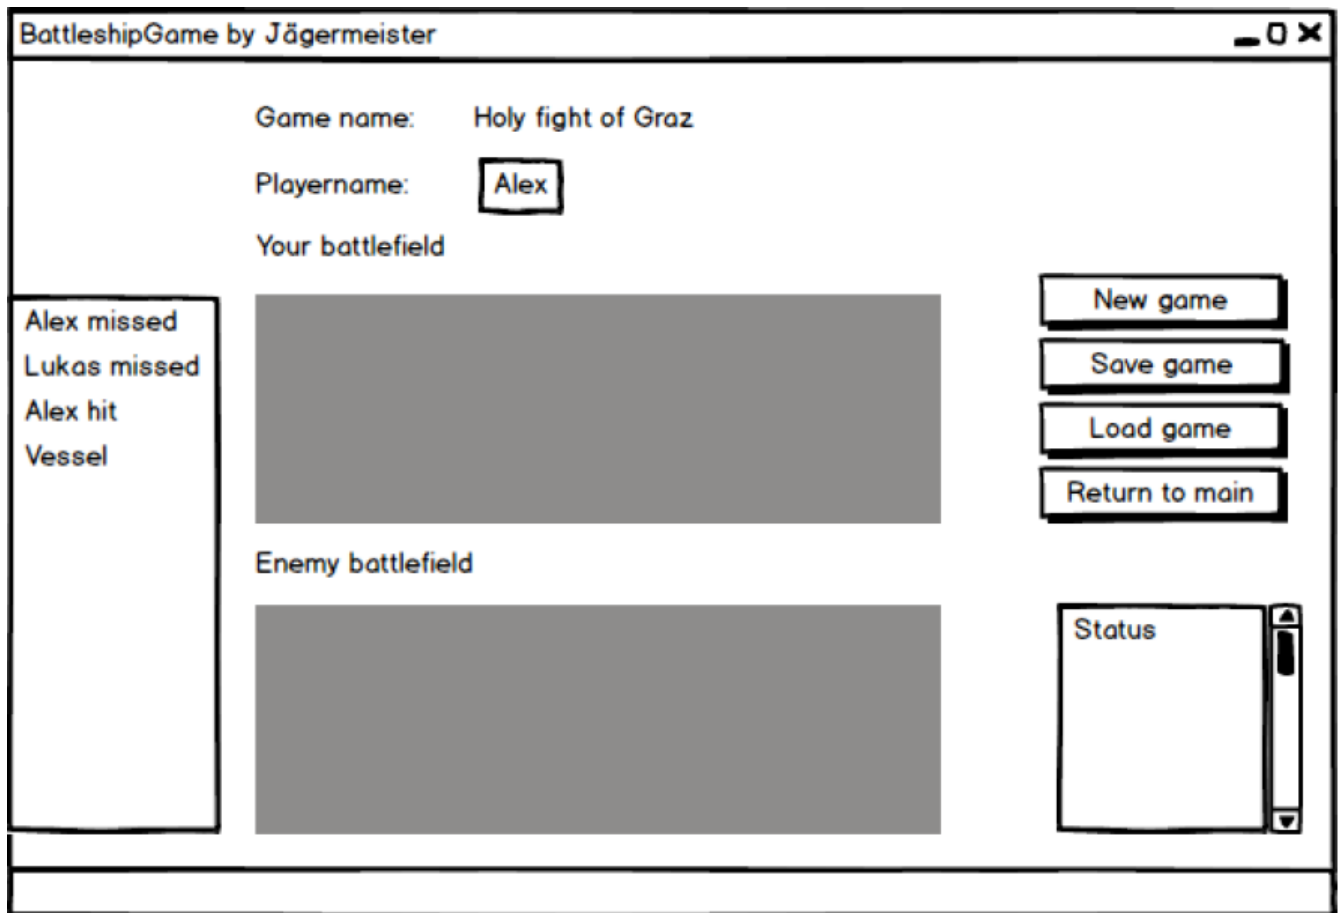 BattleshipGame by Jägermeister
Game name: Holy fight of Graz
Playername: Alex
Your battlefield
Alex missed
Lukas missed
Alex hit
Vessel
New game
Save game
Load game
Return to main
Enemy battlefield
Status